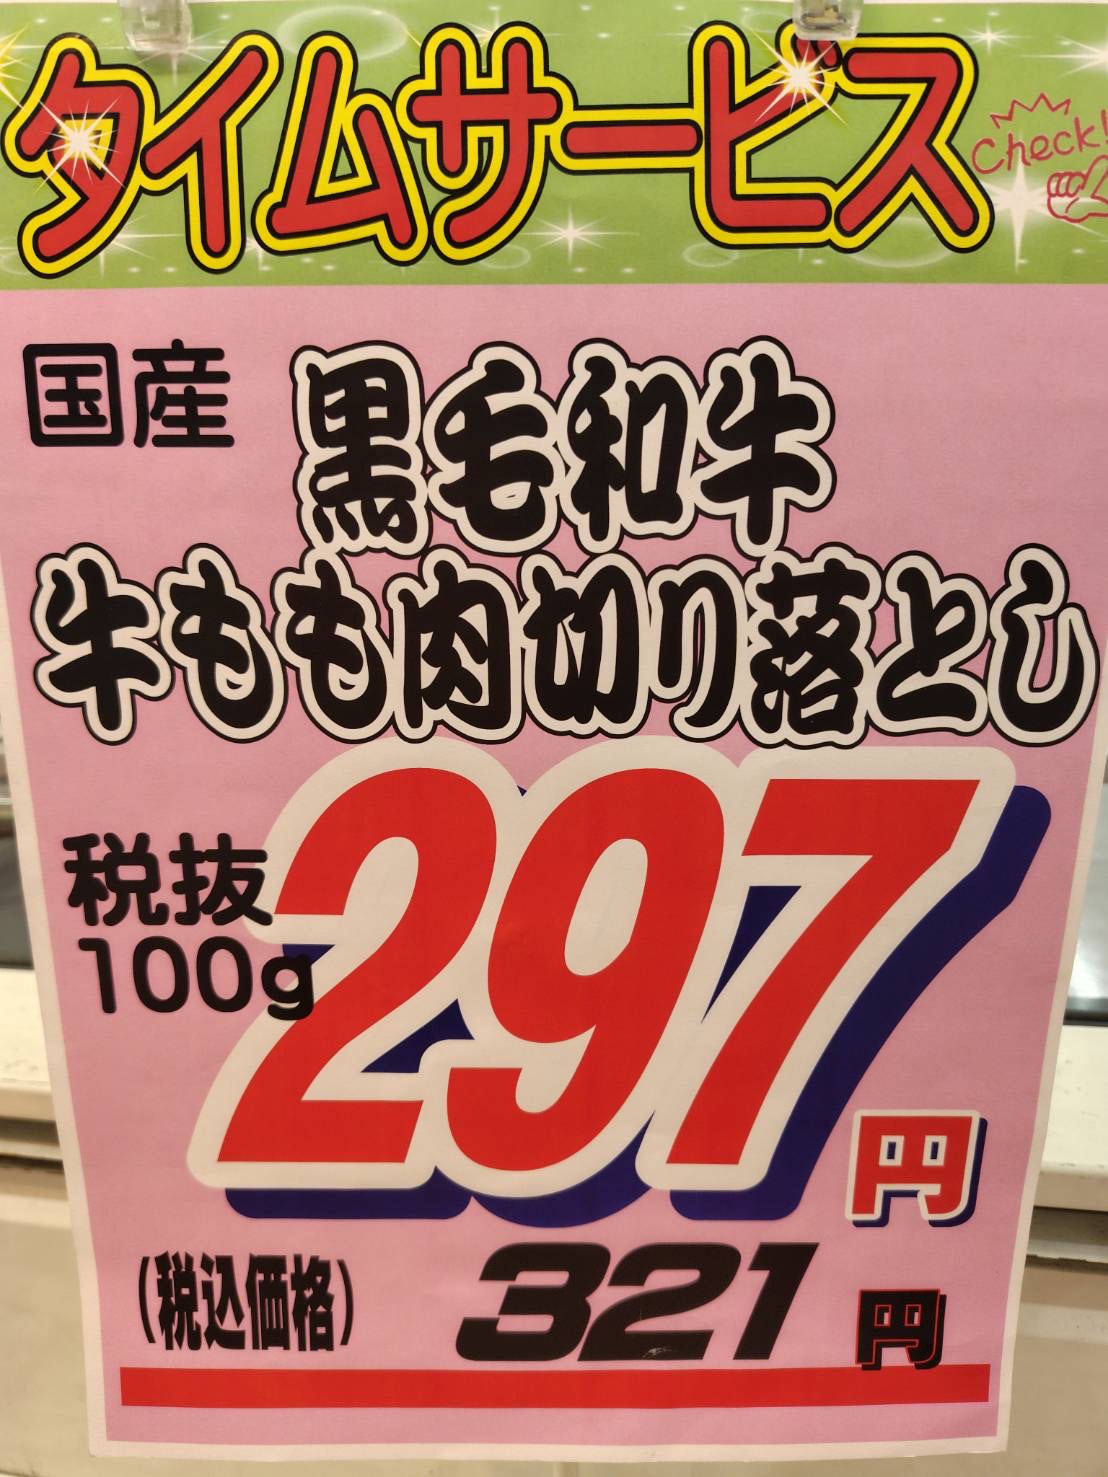 タイムサービス
Check!
国産 黒毛和牛
牛もも肉切り落とし
税抜
100g
297円
(税込価格) 321円